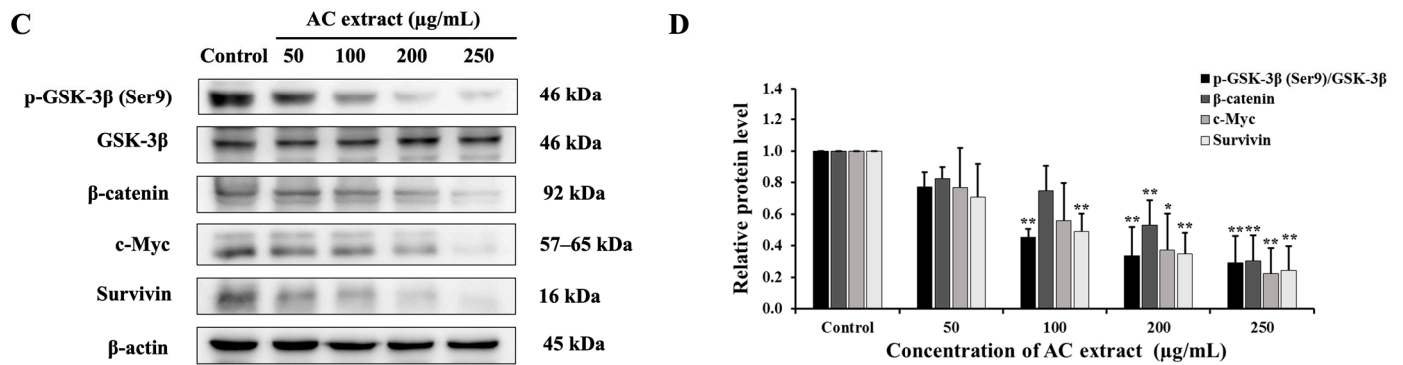 C
AC extract (µg/mL)
Control 50 100 200 250
p-GSK-3β (Ser9) 46 kDa
GSK-3β 46 kDa
β-catenin 92 kDa
c-Myc 57–65 kDa
Survivin 16 kDa
β-actin 45 kDa
D
p-GSK-3β (Ser9)/GSK-3β
β-catenin
c-Myc
Survivin
Relative protein level
1.4
1.2
1.0
0.8
0.6
0.4
0.2
0.0
** **
** ** * **
** ** ** **
Control 50 100 200 250
Concentration of AC extract (µg/mL)